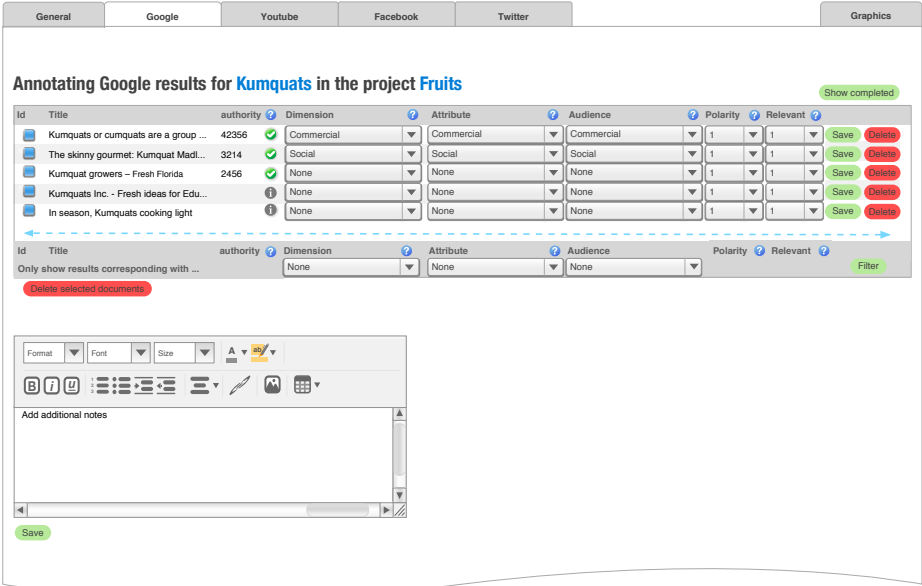 General Google Youtube Facebook Twitter Graphics
Annotating Google results for Kumquats in the project Fruits
Show completed
Id Title authority ? Dimension ? Attribute ? Audience ? Polarity ? Relevant ?
Kumquats or cumquats are a group ... 42356 Commercial Commercial Commercial 1 1 Save Delete
The skinny gourmet: Kumquat Madl... 3214 Social Social Social 1 1 Save Delete
Kumquat growers – Fresh Florida 2456 None None None 1 1 Save Delete
Kumquats Inc. - Fresh ideas for Edu... i None None None 1 1 Save Delete
In season, Kumquats cooking light i None None None 1 1 Save Delete
Id Title authority ? Dimension ? Attribute ? Audience Polarity ? Relevant ?
Only show results corresponding with ... None None None Filter
Delete selected documents
Format Font Size A ab
B i u 1 2 3
Add additional notes
Save